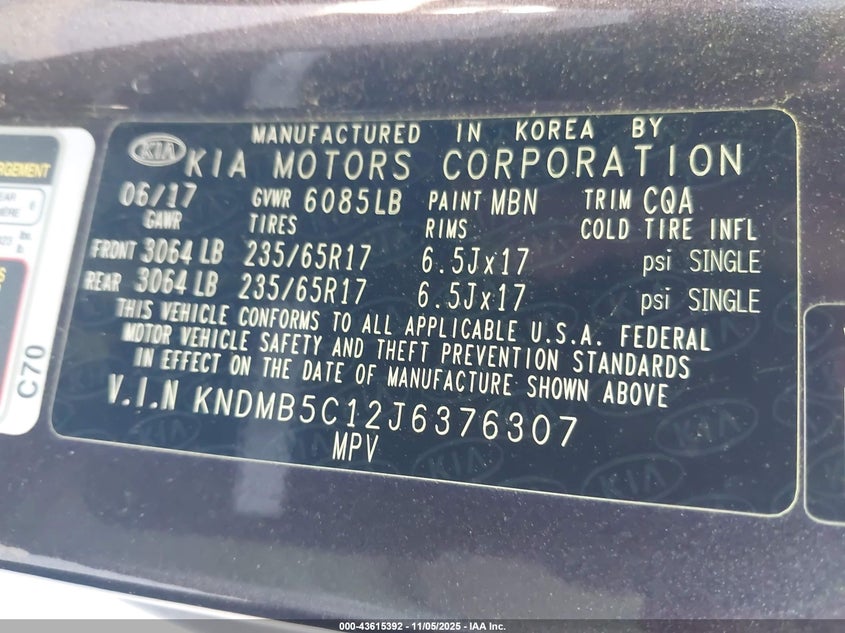 MANUFACTURED IN KOREA BY
KIA KIA MOTORS CORPORATION
06/17 GVWR 6085LB PAINT MBN TRIM CQA
GAWR TIRES RIMS COLD TIRE INFL
FRONT 3064 LB 235/65R17 6.5Jx17 psi SINGLE
REAR 3064 LB 235/65R17 6.5Jx17 psi SINGLE
THIS VEHICLE CONFORMS TO ALL APPLICABLE U.S.A. FEDERAL
MOTOR VEHICLE SAFETY AND THEFT PREVENTION STANDARDS
IN EFFECT ON THE DATE OF MANUFACTURE SHOWN ABOVE
V.I.N KNDMB5C12J6376307
MPV
C70
000-43615392 - 11/05/2025 - IAA Inc.